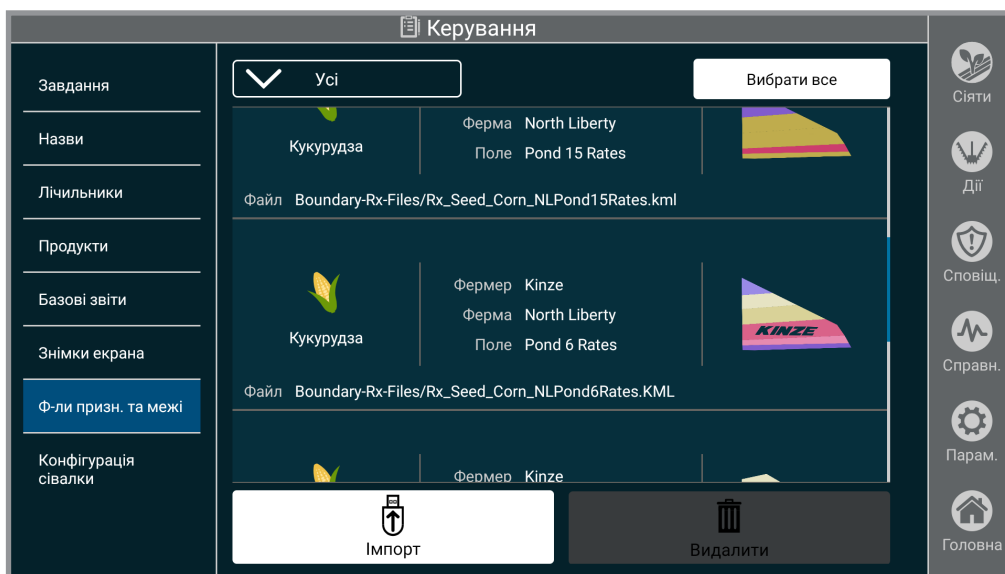 Керування
Завдання
Назви
Лічильники
Продукти
Базові звіти
Знімки екрана
Ф-ли призн. та межі
Конфігурація
сівалки
Усі
Вибрати все
Кукурудза
Ферма North Liberty
Поле Pond 15 Rates
Файл Boundary-Rx-Files/Rx_Seed_Corn_NLPond15Rates.kml
Кукурудза
Фермер Kinze
Ферма North Liberty
Поле Pond 6 Rates
KINZE
Файл Boundary-Rx-Files/Rx_Seed_Corn_NLPond6Rates.KML
Фермер Kinze
Імпорт
Видалити
Сіяти
Дії
Сповіщ.
Справн.
Парам.
Головна